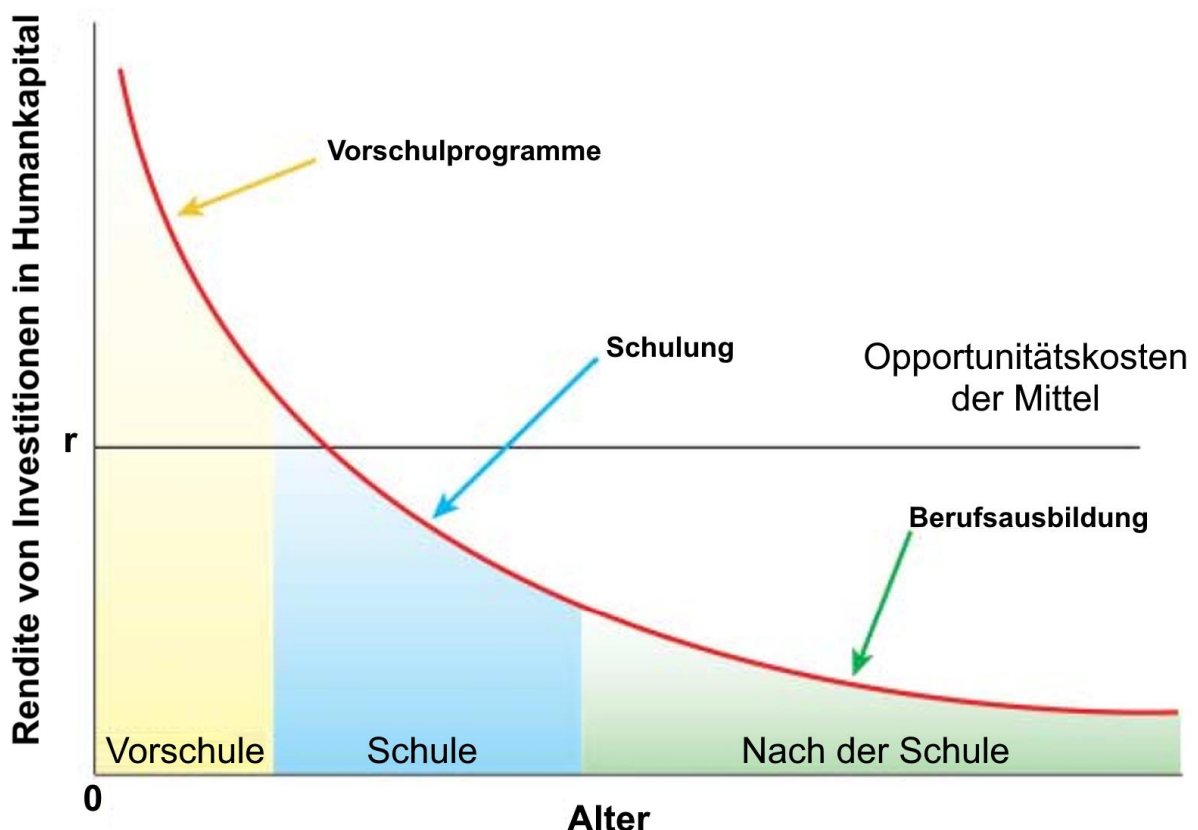 Rendite von Investitionen in Humankapital
Vorschulprogramme
Schulung
Opportunitätskosten
der Mittel
r
Berufsausbildung
Vorschule
Schule
Nach der Schule
0
Alter